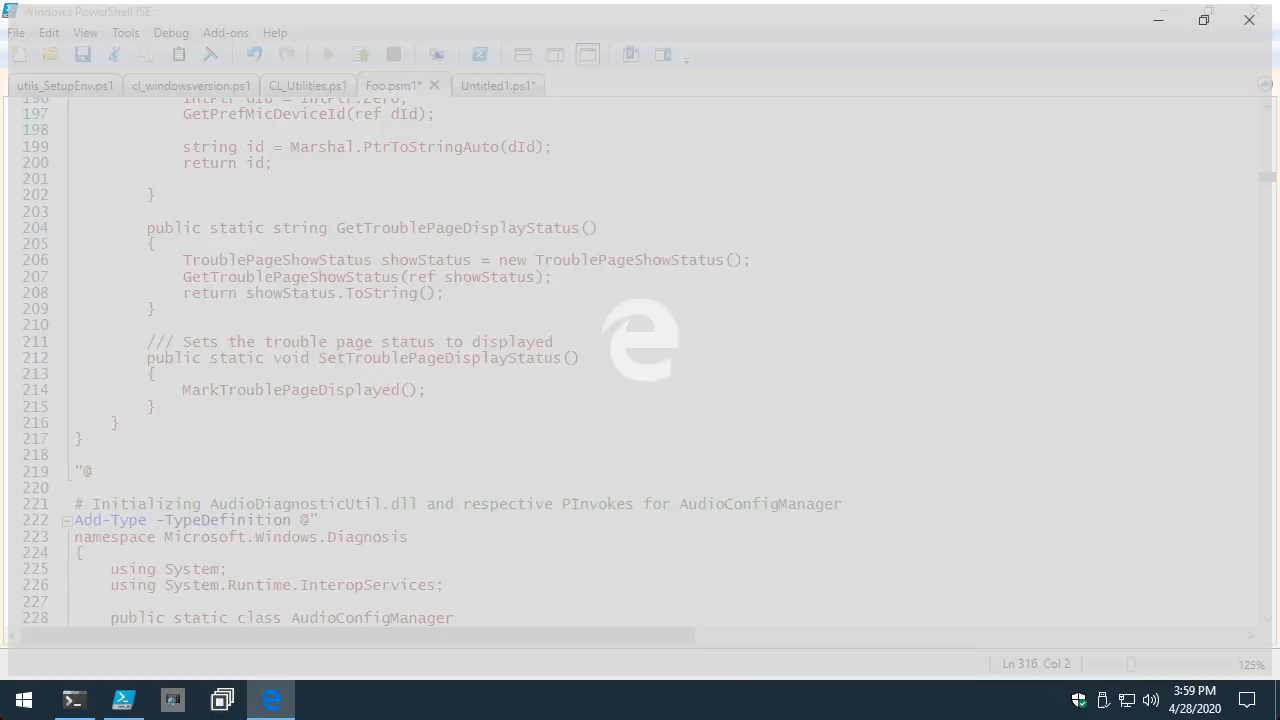 Windows PowerShell ISE
File Edit View Tools Debug Add-ons Help
utils_SetupEnv.ps1 cl_windowsversion.ps1 CL_Utilities.ps1 Foo.psm1* Untitled1.ps1*
196 IntPtr dId = IntPtr.Zero;
197 GetPrefMicDeviceId(ref dId);
198
199 string id = Marshal.PtrToStringAuto(dId);
200 return id;
201
202 }
203
204 public static string GetTroublePageDisplayStatus()
205 {
206 TroublePageShowStatus showStatus = new TroublePageShowStatus();
207 GetTroublePageShowStatus(ref showStatus);
208 return showStatus.ToString();
209 }
210
211 /// Sets the trouble page status to displayed
212 public static void SetTroublePageDisplayStatus()
213 {
214 MarkTroublePageDisplayed();
215 }
216 }
217 }
218
219 "@
220
221 # Initializing AudioDiagnosticUtil.dll and respective PInvokes for AudioConfigManager
222 Add-Type -TypeDefinition @"
223 namespace Microsoft.Windows.Diagnosis
224 {
225 using System;
226 using System.Runtime.InteropServices;
227
228 public static class AudioConfigManager
Ln 316 Col 2 125%
3:59 PM
4/28/2020